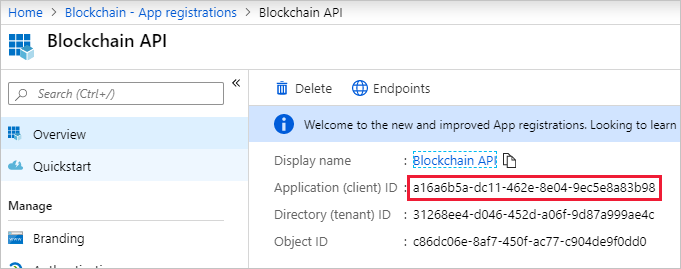 Home > Blockchain - App registrations > Blockchain API
Blockchain API
Search (Ctrl+/)
«
Overview
Quickstart
Manage
Branding
Delete Endpoints
Welcome to the new and improved App registrations. Looking to learn
Display name : Blockchain API
Application (client) ID : a16a6b5a-dc11-462e-8e04-9ec5e8a83b98
Directory (tenant) ID : 31268ee4-d046-452d-a06f-9d87a999ae4c
Object ID : c86dc06e-8af7-450f-ac77-c904de9f0dd0